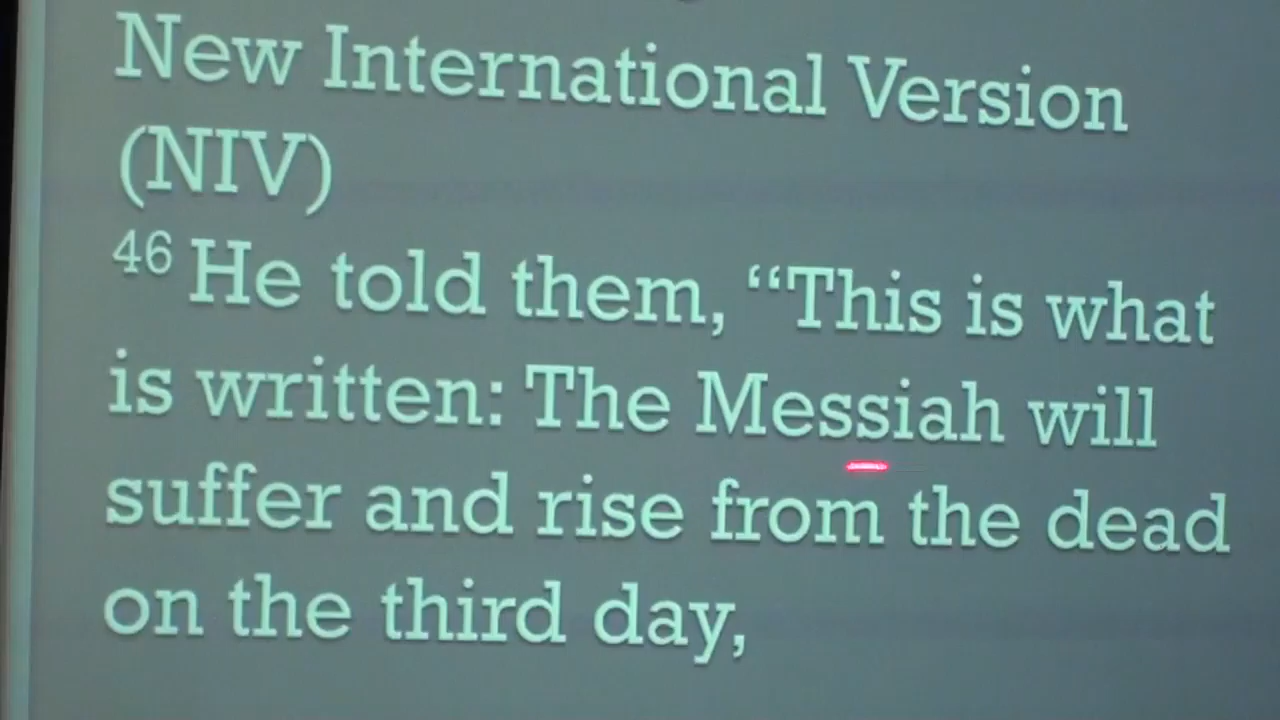 New International Version
(NIV)
46 He told them, “This is what
is written: The Messiah will
suffer and rise from the dead
on the third day,